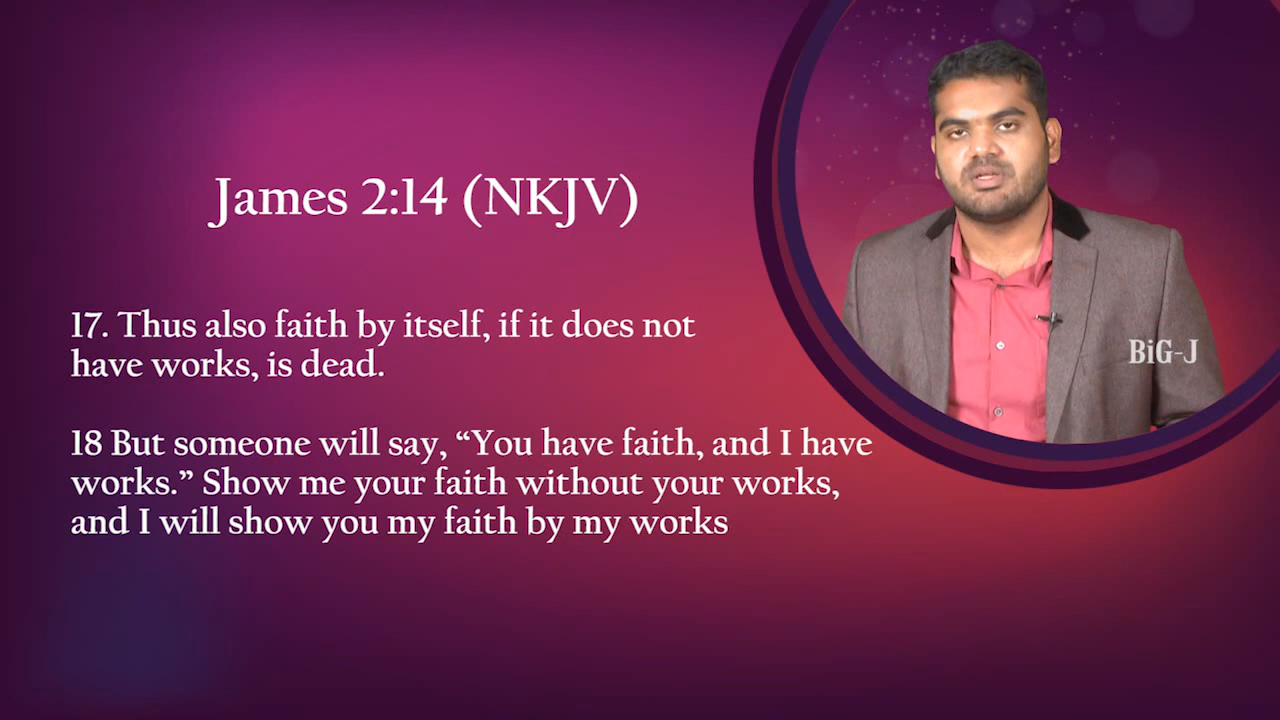 James 2:14 (NKJV)
17. Thus also faith by itself, if it does not
have works, is dead.
18 But someone will say, “You have faith, and I have
works.” Show me your faith without your works,
and I will show you my faith by my works
BiG-J